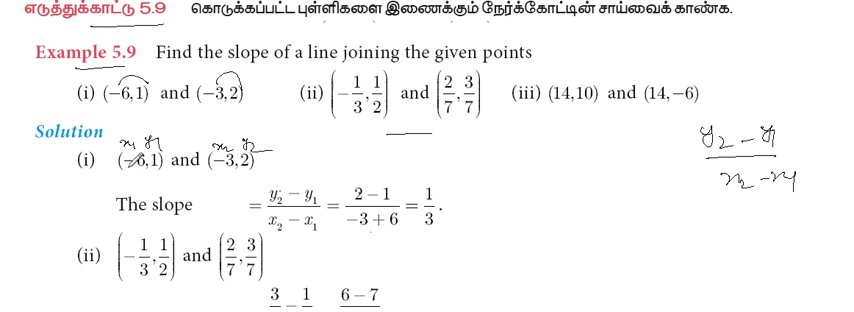 எடுத்துக்காட்டு 5.9 கொடுக்கப்பட்ட புள்ளிகளை இணைக்கும் நேர்க்கோட்டின் சாய்வைக் காண்க.
Example 5.9 Find the slope of a line joining the given points
(i) (−6,1) and (−3,2) (ii) (−1/3, 1/2) and (2/7, 3/7) (iii) (14,10) and (14,−6)
Solution
x₁ y₁ x₂ y₂
(i) (−6,1) and (−3,2)
y₂ − y₁ / x₂ − x₁
The slope = (y₂ − y₁)/(x₂ − x₁) = (2 − 1)/(−3 + 6) = 1/3.
(ii) (−1/3, 1/2) and (2/7, 3/7)
3 − 1 6 − 7